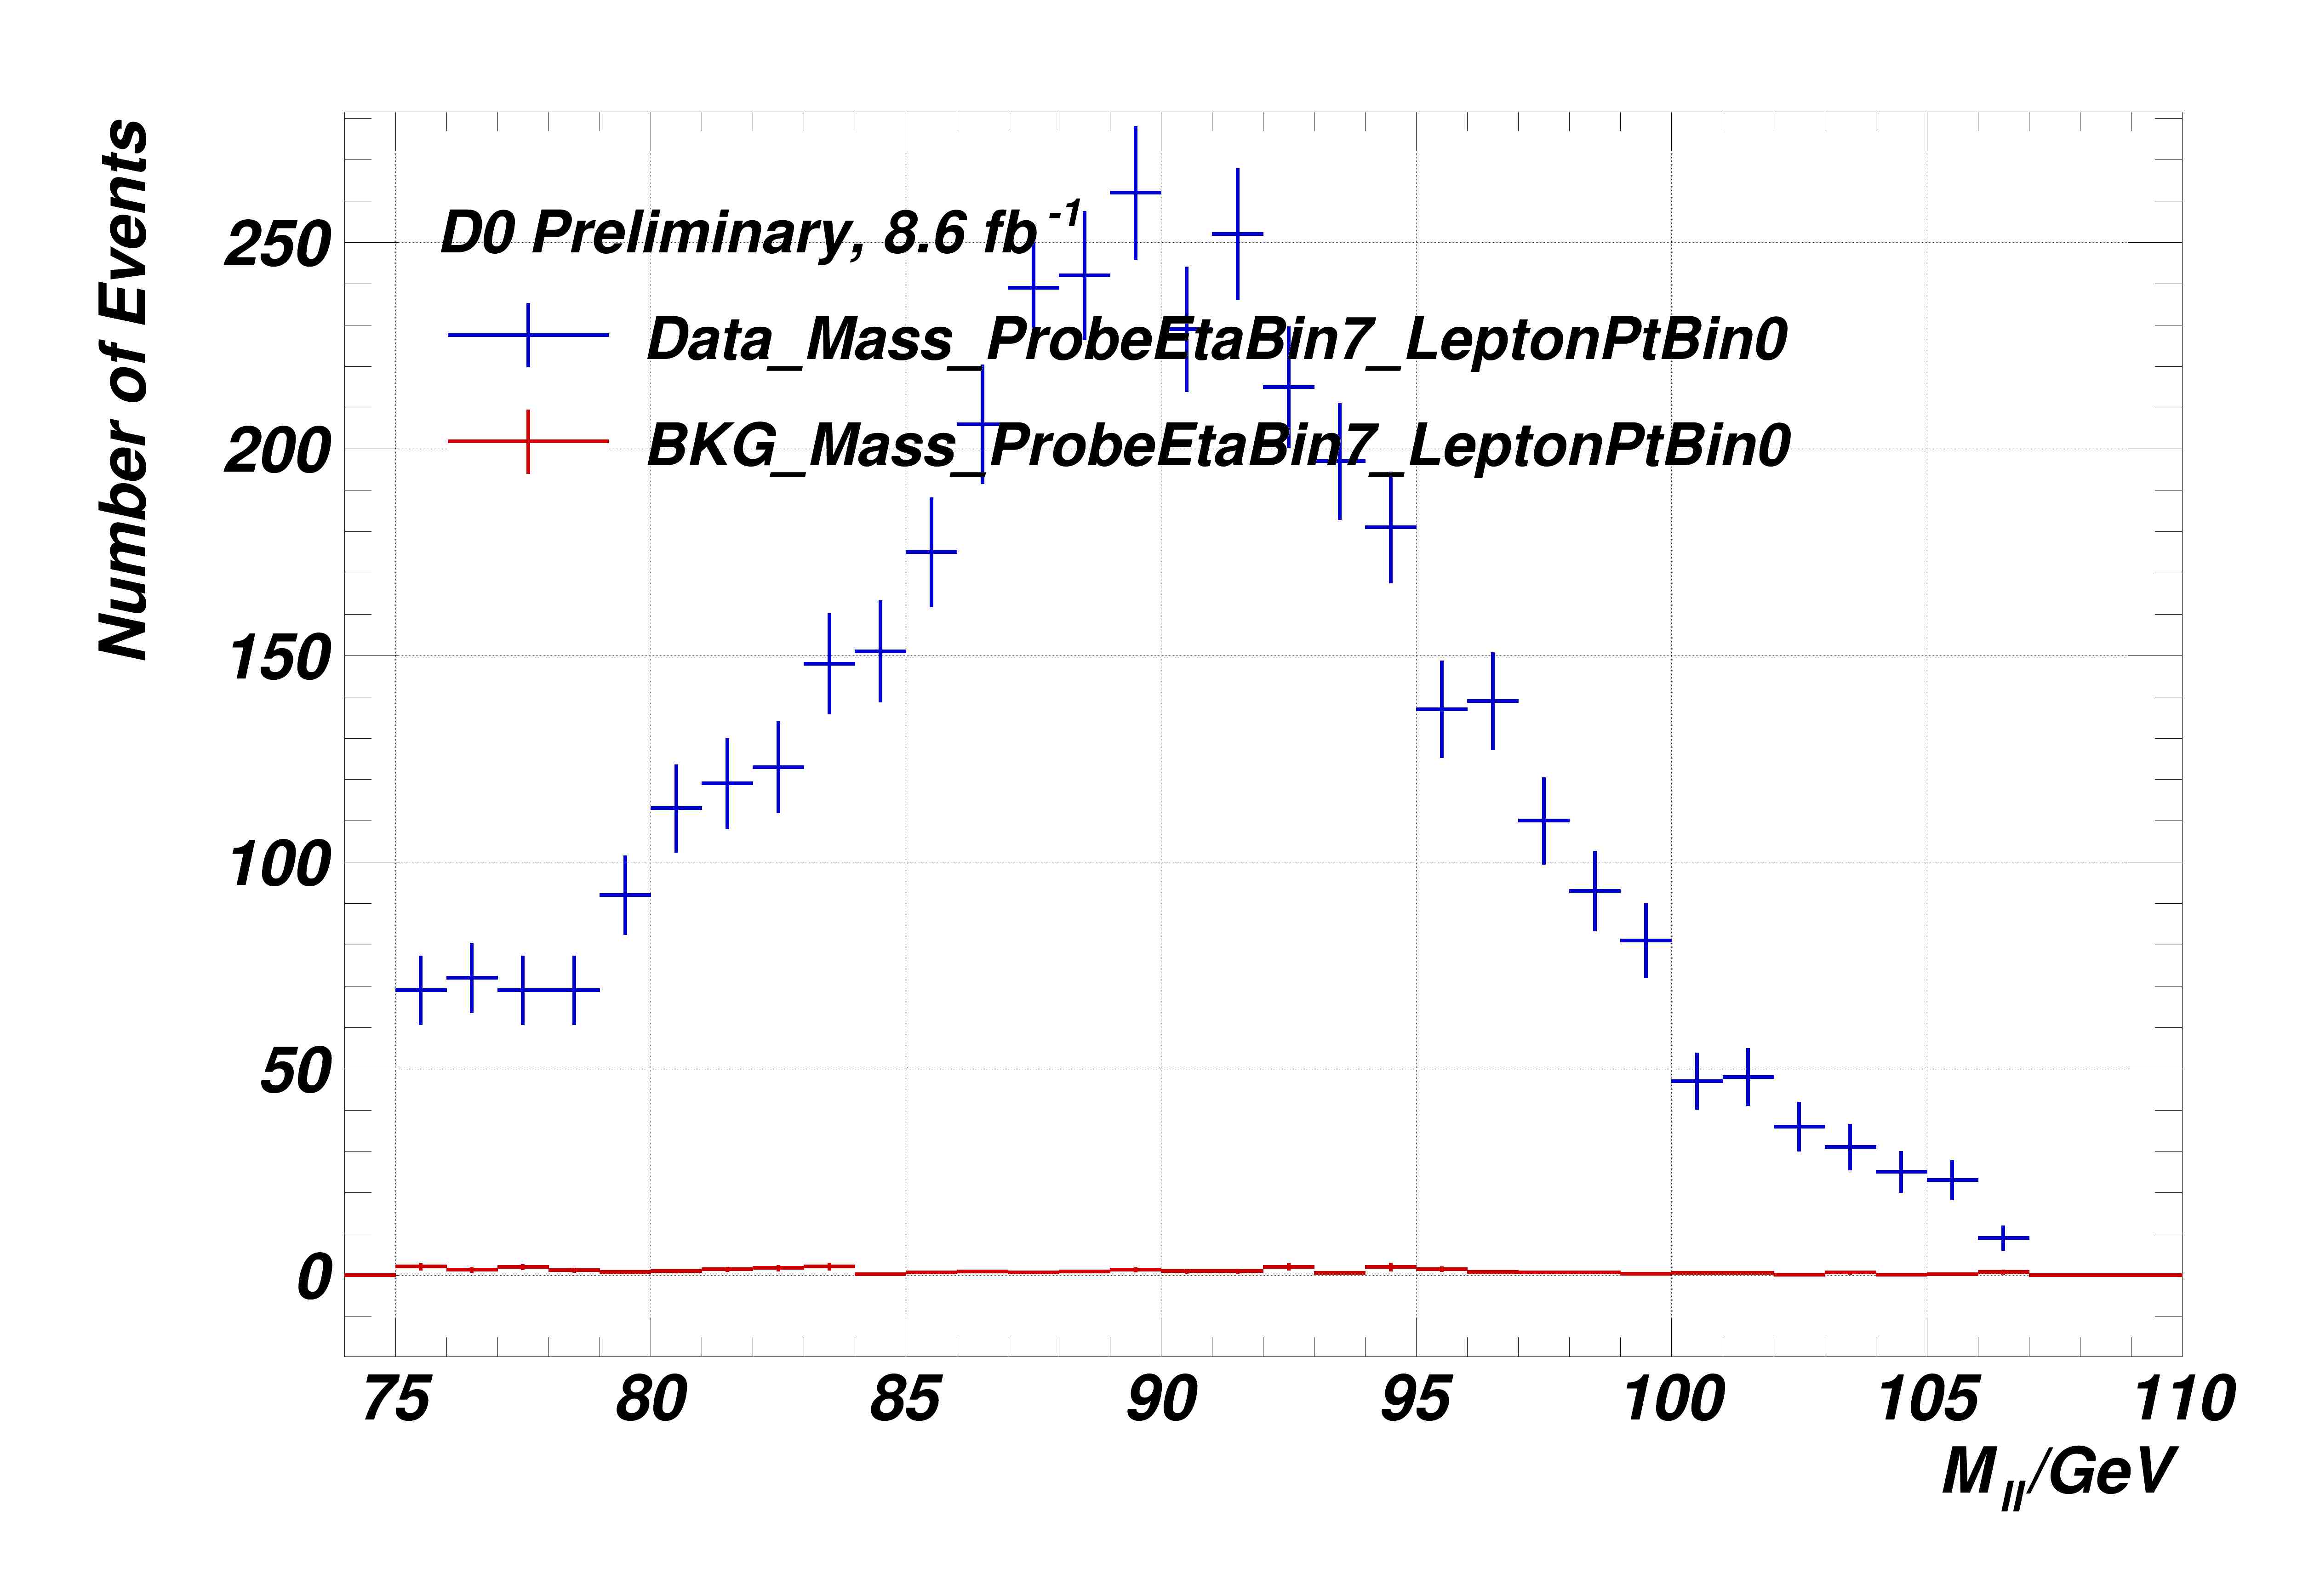 Number of Events
D0 Preliminary, 8.6 fb⁻¹
Data_Mass_ProbeEtaBin7_LeptonPtBin0
BKG_Mass_ProbeEtaBin7_LeptonPtBin0
250
200
150
100
50
0
75 80 85 90 95 100 105 110
M_ll/GeV